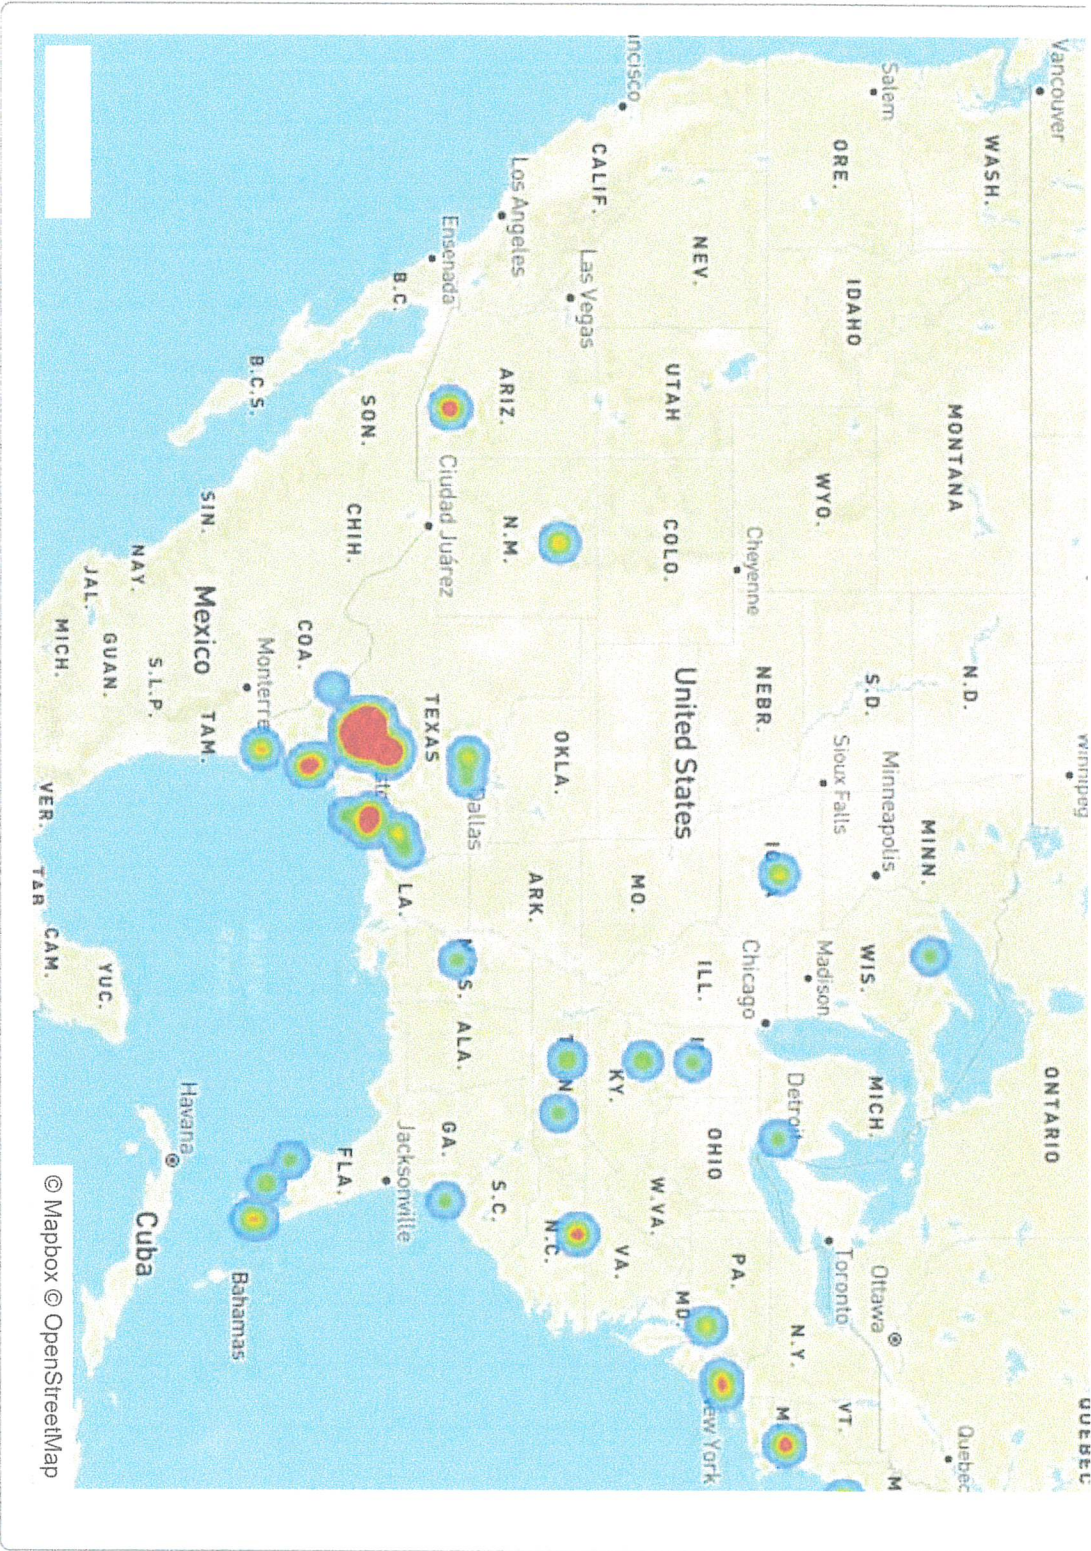 Winnipeg
QUEBEC
Vancouver
ONTARIO
WASH.
N.D.
Quebec
MONTANA
MINN.
Salem
Minneapolis
M
Ottawa
S.D.
WIS.
MICH.
IDAHO
VT.
ORE.
Sioux Falls
Toronto
WYO.
Madison
Detroit
N.Y.
M
NEBR.
Cheyenne
Chicago
PA.
OHIO
NEV.
ILL.
ew York
United States
MD.
UTAH
COLO.
W.VA.
MO.
ncisco
VA.
KY.
CALIF.
Las Vegas
OKLA.
N.C.
ARK.
Los Angeles
ARIZ.
N.M.
S.C.
allas
S.
ALA.
Ensenada
Ciudad Juárez
GA.
TEXAS
B.C.
LA.
Jacksonville
SON.
CHIH.
FLA.
COA.
Monterre
B.C.S.
Bahamas
SIN.
Mexico
TAM.
Havana
Cuba
NAY.
S.L.P.
GUAN.
YUC.
JAL.
MICH.
VER.
CAM.
TAB
© Mapbox © OpenStreetMap